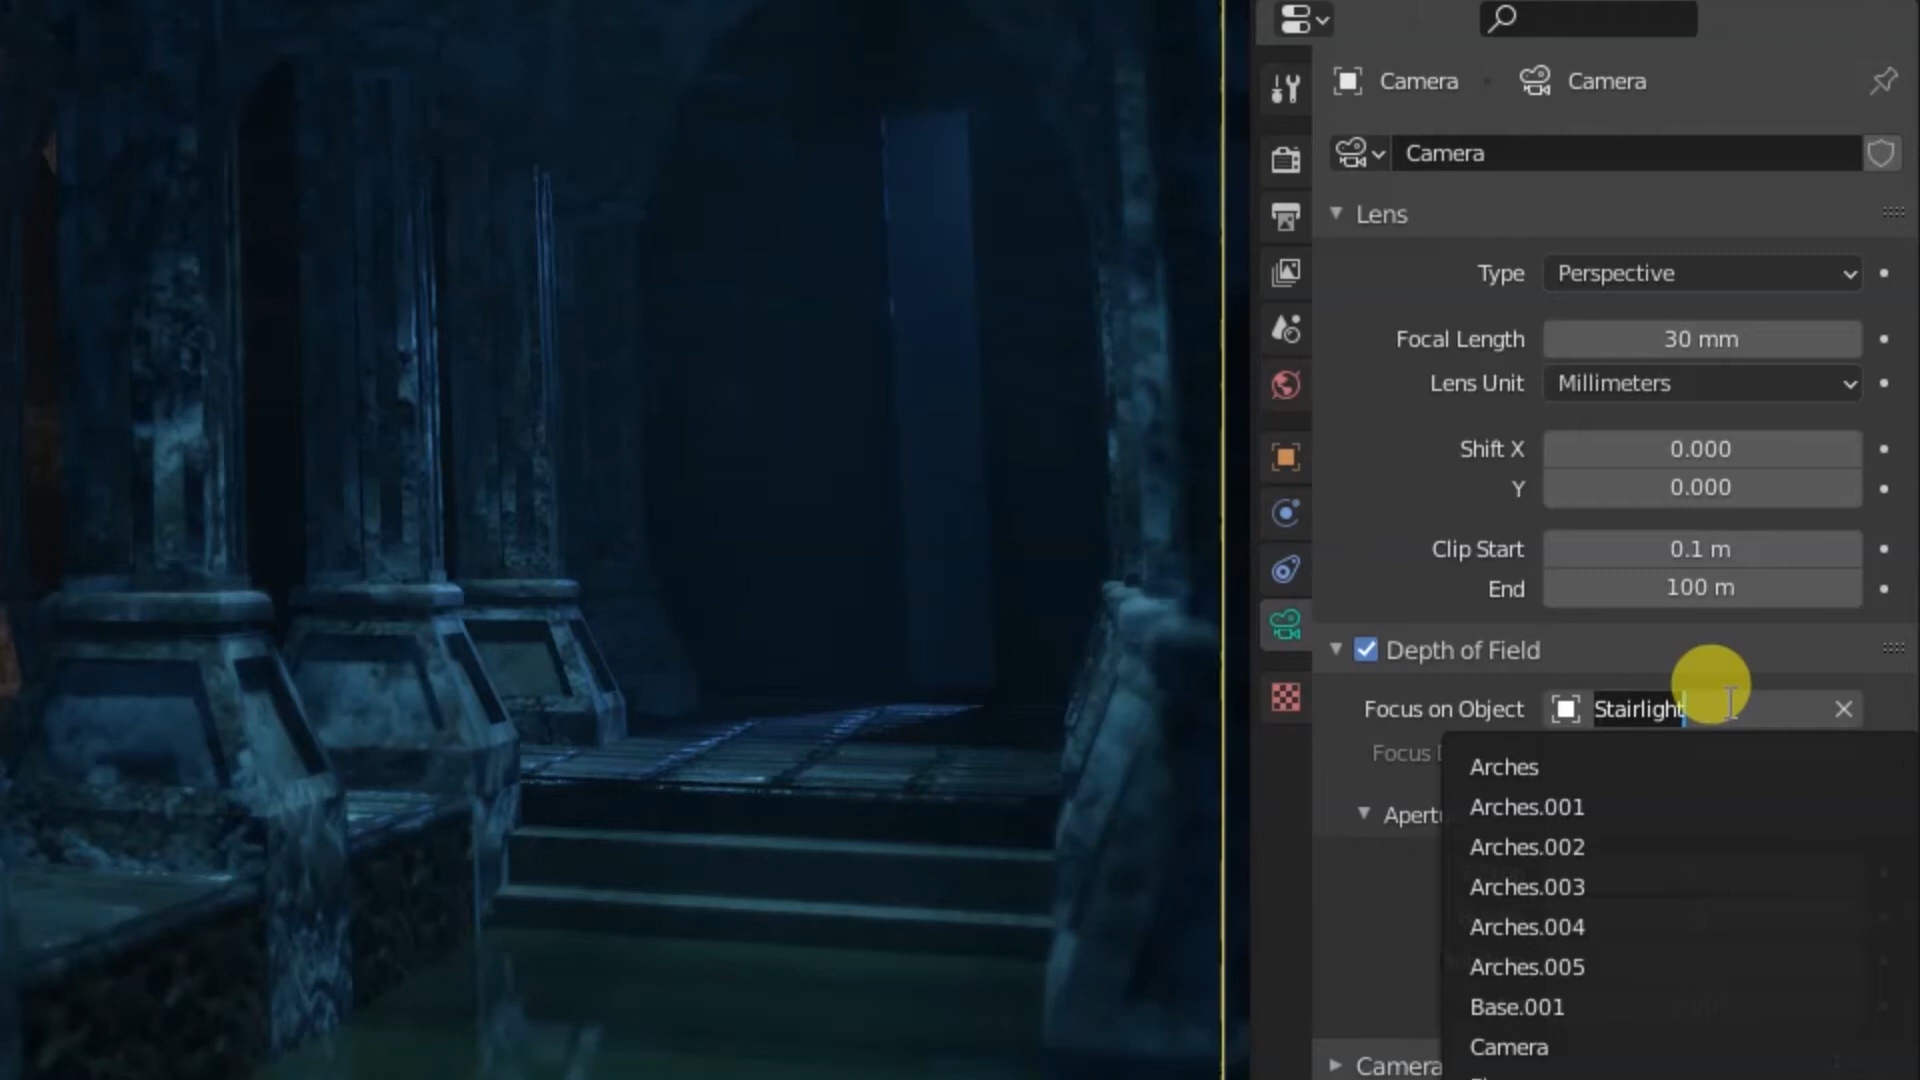 Camera Camera
Camera
Lens
Type Perspective
Focal Length 30 mm
Lens Unit Millimeters
Shift X 0.000
Y 0.000
Clip Start 0.1 m
End 100 m
Depth of Field
Focus on Object Stairlight
Focus
Arches
Arches.001
Arches.002
Arches.003
Arches.004
Arches.005
Base.001
Camera
Camera